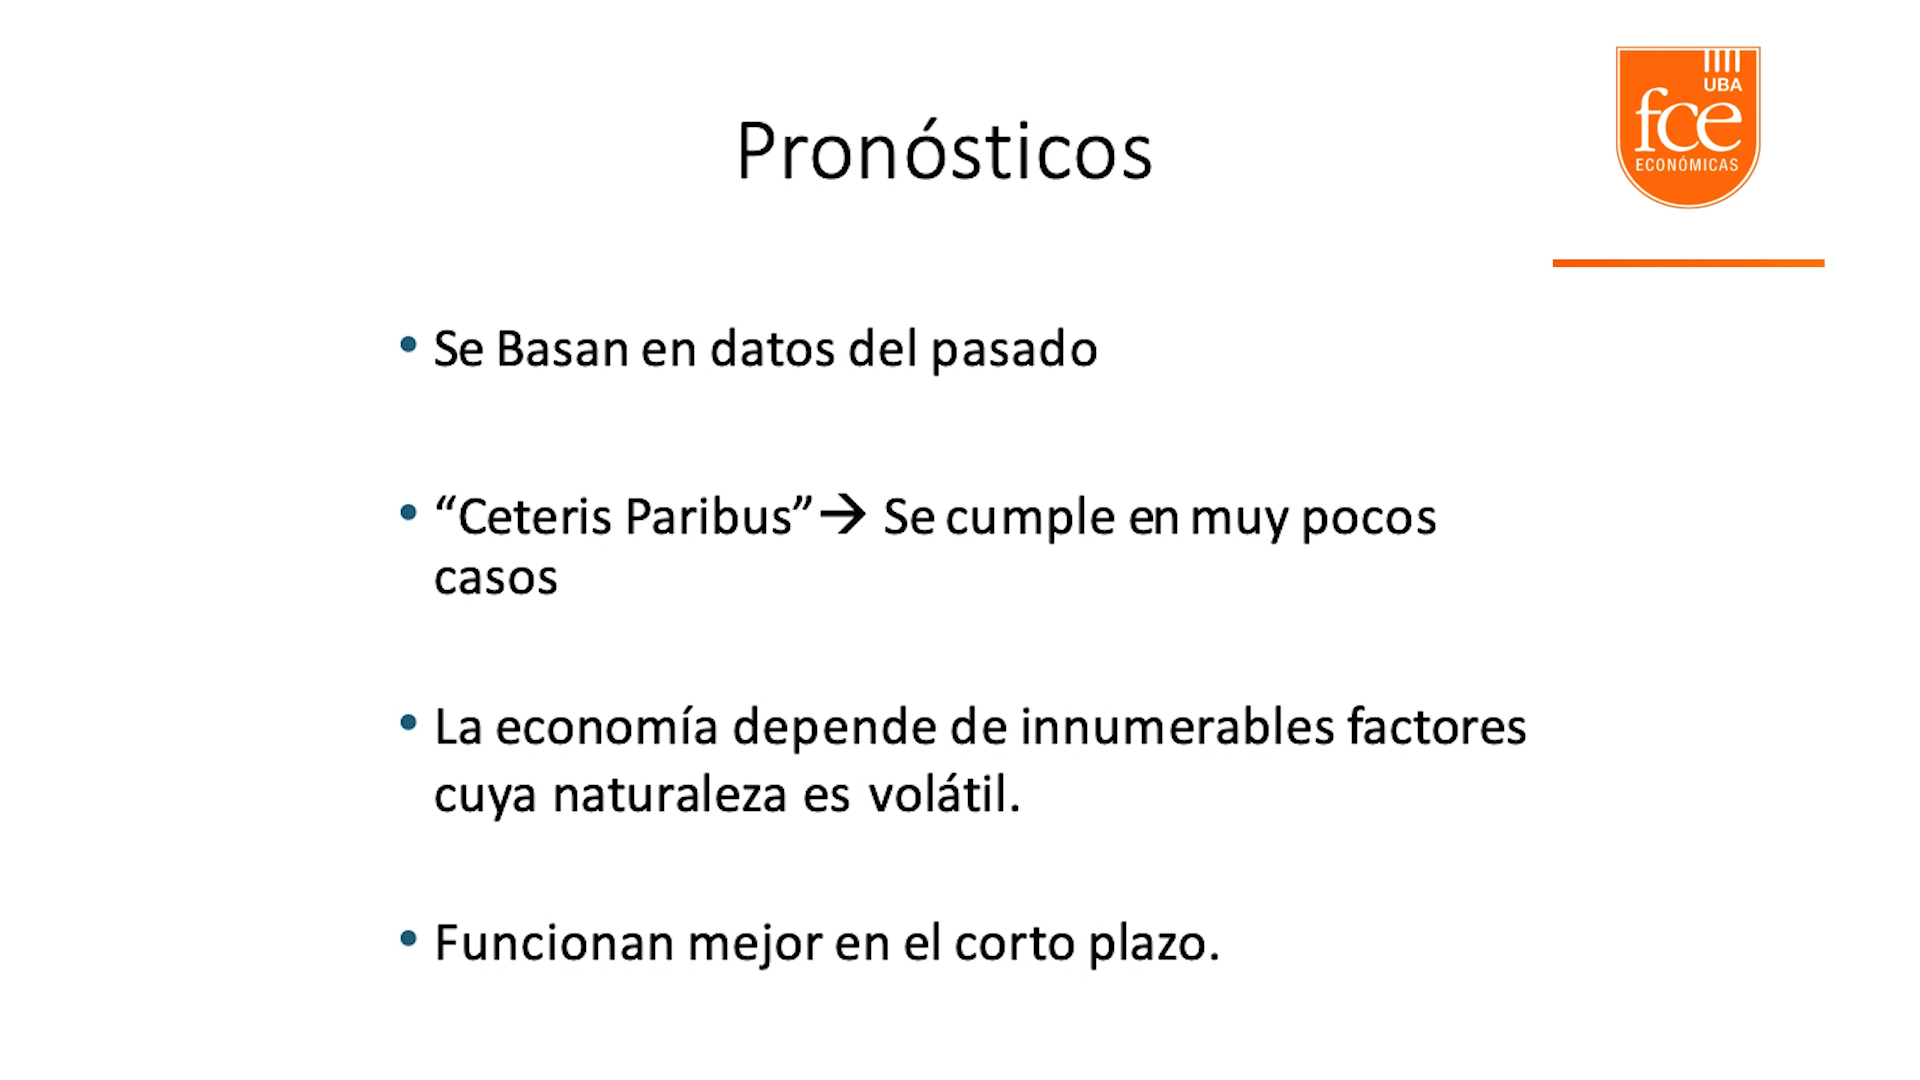 UBA
fce
ECONÓMICAS
Pronósticos
• Se Basan en datos del pasado
• “Ceteris Paribus”→ Se cumple en muy pocos
casos
• La economía depende de innumerables factores
cuya naturaleza es volátil.
• Funcionan mejor en el corto plazo.